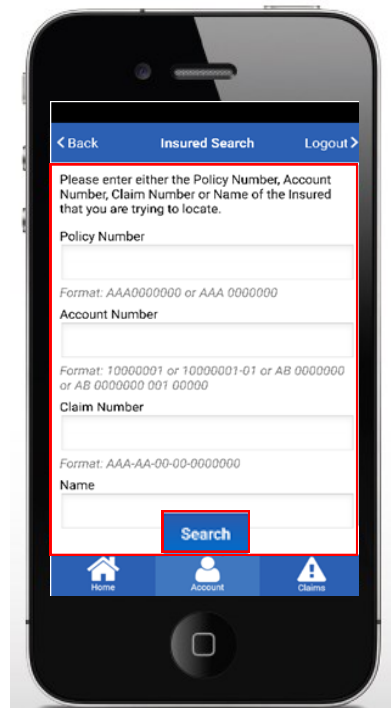 Back Insured Search Logout
Please enter either the Policy Number, Account
Number, Claim Number or Name of the Insured
that you are trying to locate.
Policy Number
Format: AAA0000000 or AAA 0000000
Account Number
Format: 10000001 or 10000001-01 or AB 0000000
or AB 0000000 001 00000
Claim Number
Format: AAA-AA-00-00-0000000
Name
Search
Home Account Claims